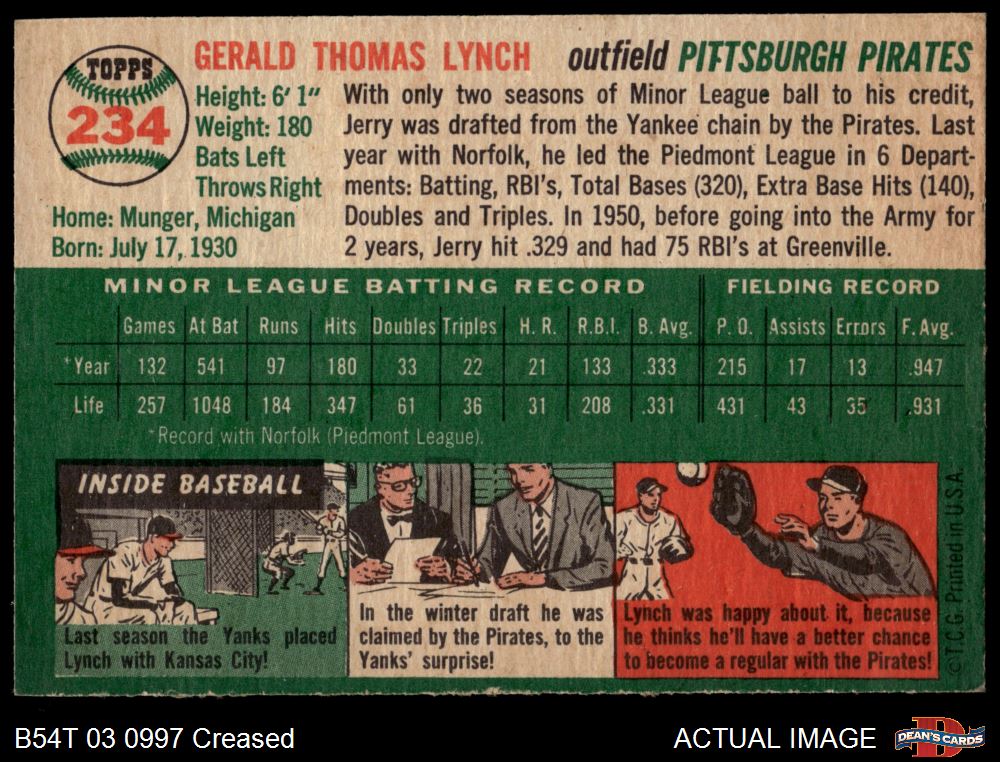 TOPPS
234
GERALD THOMAS LYNCH outfield PITTSBURGH PIRATES
Height: 6' 1"
Weight: 180
Bats Left
Throws Right
Home: Munger, Michigan
Born: July 17, 1930
With only two seasons of Minor League ball to his credit,
Jerry was drafted from the Yankee chain by the Pirates. Last
year with Norfolk, he led the Piedmont League in 6 Depart-
ments: Batting, RBI's, Total Bases (320), Extra Base Hits (140),
Doubles and Triples. In 1950, before going into the Army for
2 years, Jerry hit .329 and had 75 RBI's at Greenville.
MINOR LEAGUE BATTING RECORD FIELDING RECORD
Games At Bat Runs Hits Doubles Triples H. R. R.B.I. B. Avg. P. O. Assists Errors F. Avg.
*Year 132 541 97 180 33 22 21 133 .333 215 17 13 .947
Life 257 1048 184 347 61 36 31 208 .331 431 43 35 .931
*Record with Norfolk (Piedmont League).
INSIDE BASEBALL
Last season the Yanks placed
Lynch with Kansas City!
In the winter draft he was
claimed by the Pirates, to the
Yanks' surprise!
Lynch was happy about it, because
he thinks he'll have a better chance
to become a regular with the Pirates!
© T.C.G. Printed in U.S.A.
B54T 03 0997 Creased
ACTUAL IMAGE
DEAN'S CARDS